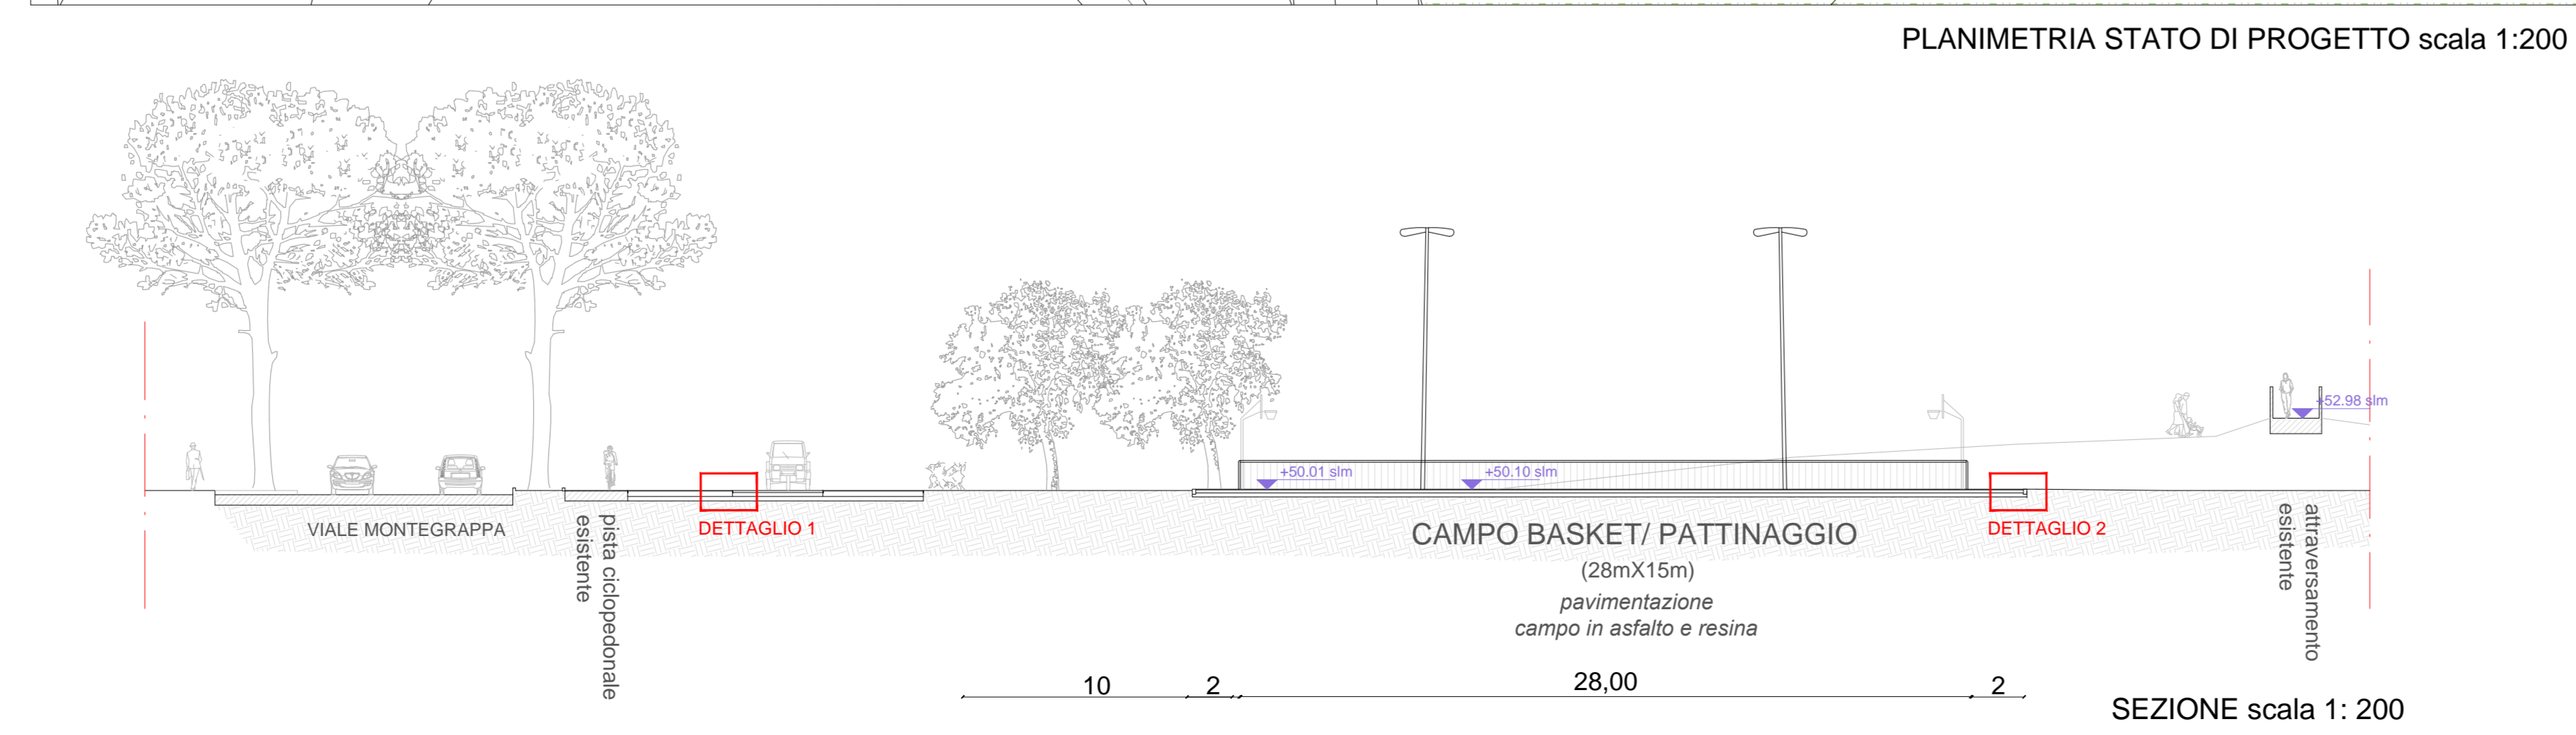 PLANIMETRIA STATO DI PROGETTO scala 1:200
+52.98 slm
+50.01 slm
+50.10 slm
VIALE MONTEGRAPPA
pista ciclopedonale
esistente
DETTAGLIO 1
CAMPO BASKET/ PATTINAGGIO
(28mX15m)
pavimentazione
campo in asfalto e resina
DETTAGLIO 2
attraversamento
esistente
10
2
28,00
2
SEZIONE scala 1: 200